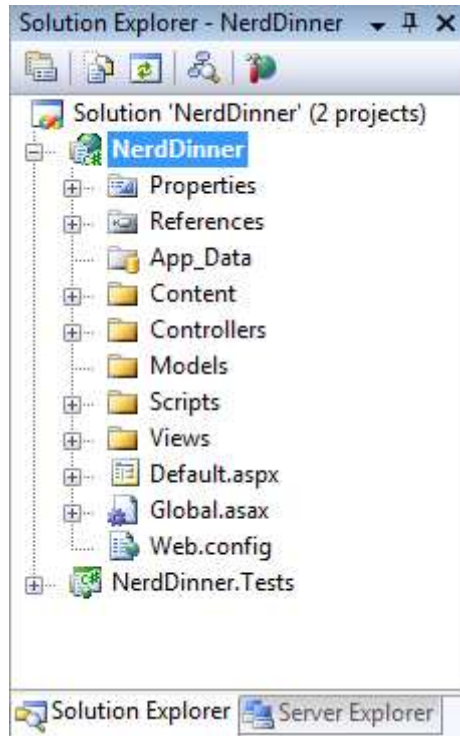 Solution Explorer - NerdDinner
Solution 'NerdDinner' (2 projects)
NerdDinner
Properties
References
App_Data
Content
Controllers
Models
Scripts
Views
Default.aspx
Global.asax
Web.config
NerdDinner.Tests
Solution Explorer Server Explorer